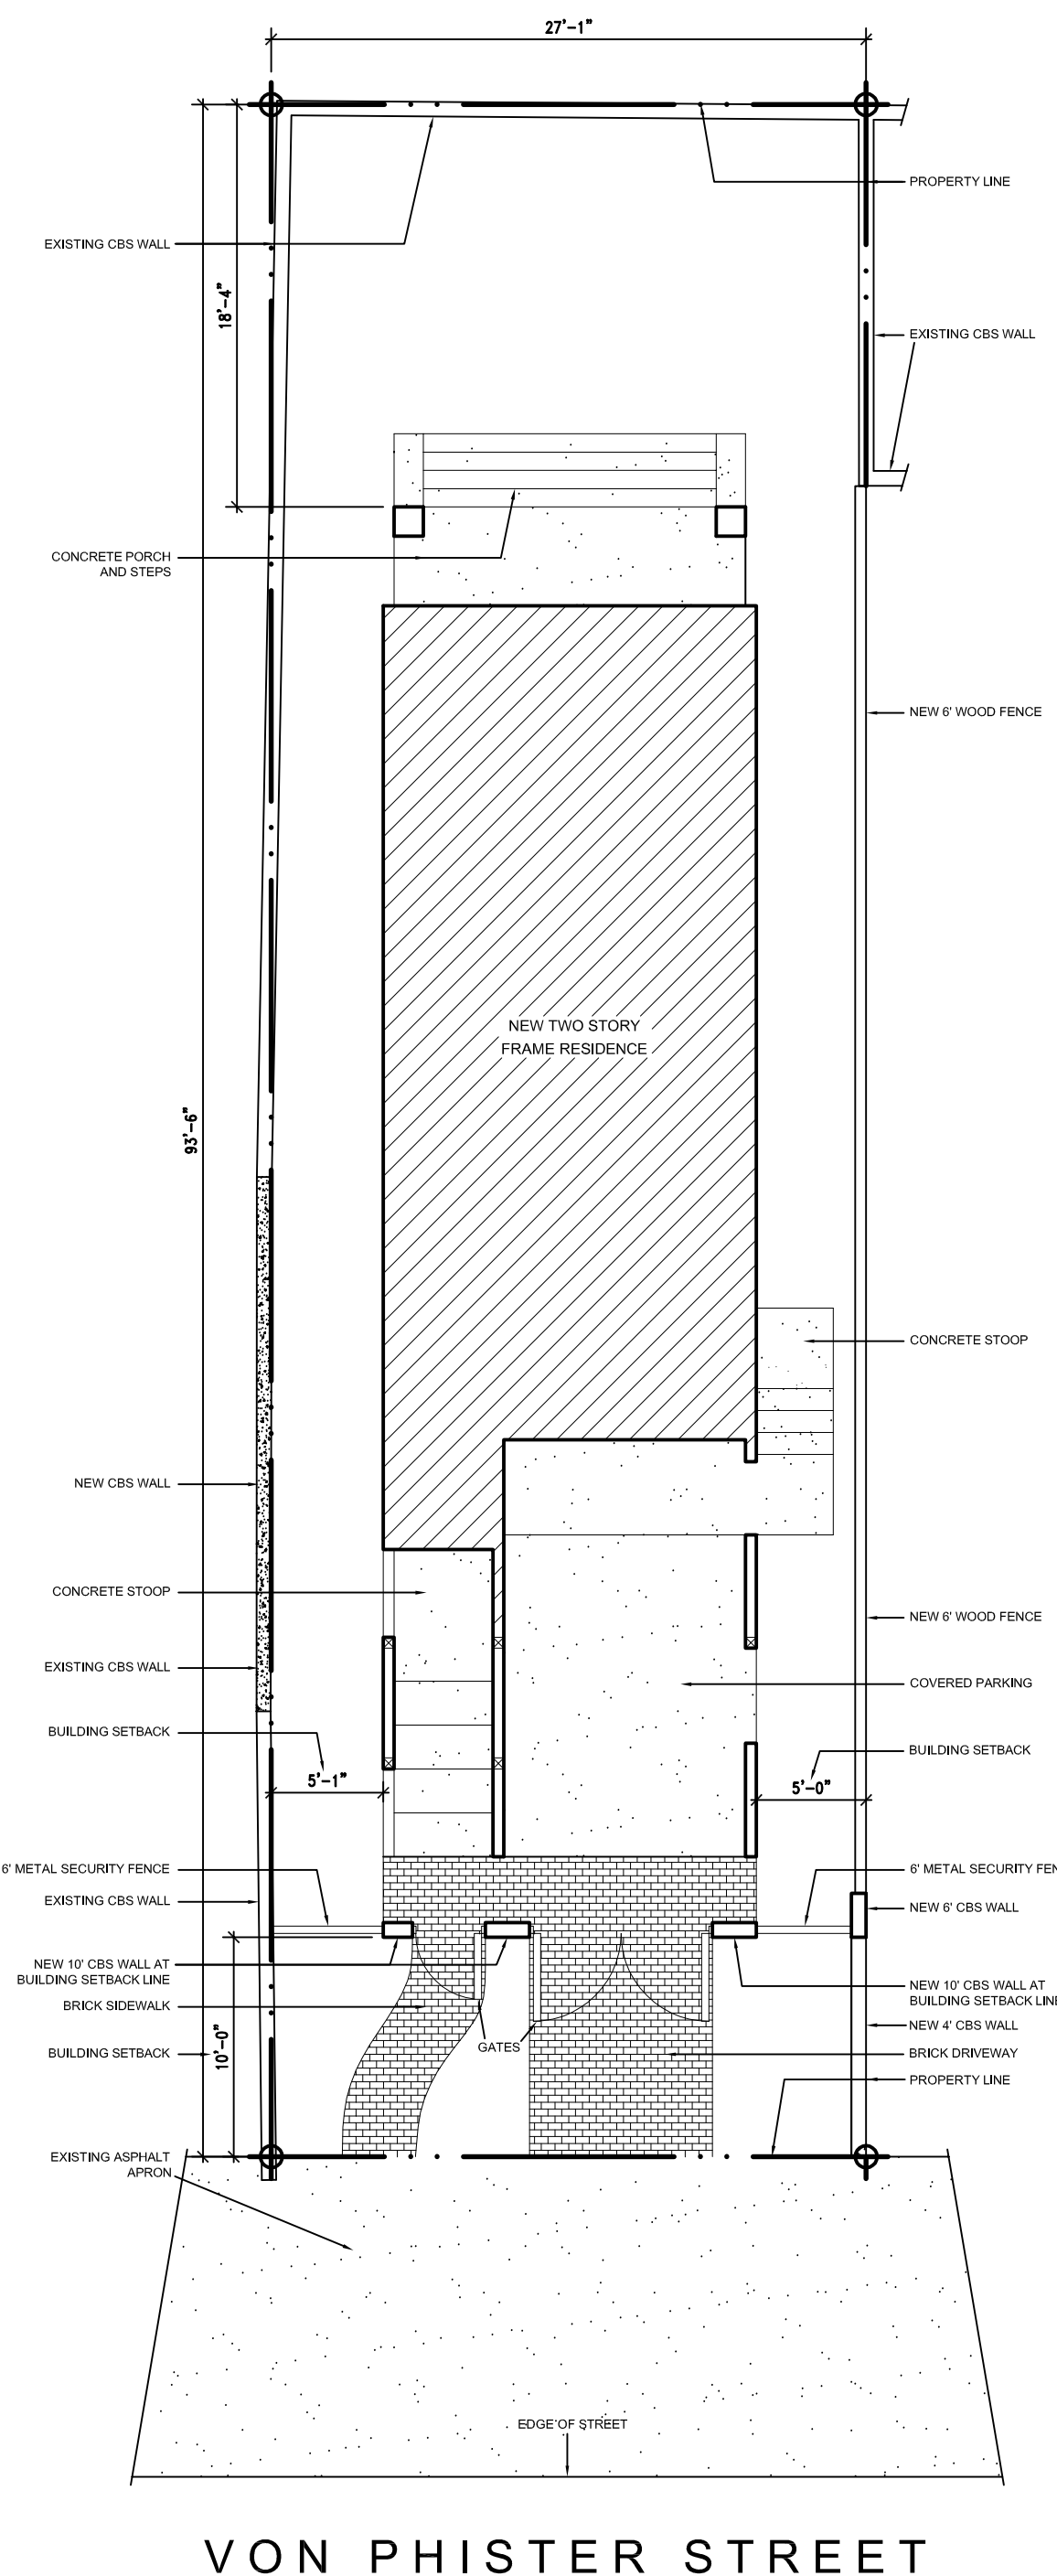 27'-1"
PROPERTY LINE
EXISTING CBS WALL
18'-4"
EXISTING CBS WALL
CONCRETE PORCH
AND STEPS
NEW 6' WOOD FENCE
NEW TWO STORY
FRAME RESIDENCE
93'-6"
CONCRETE STOOP
NEW CBS WALL
CONCRETE STOOP
NEW 6' WOOD FENCE
EXISTING CBS WALL
COVERED PARKING
BUILDING SETBACK
BUILDING SETBACK
5'-1"
5'-0"
6' METAL SECURITY FENCE
6' METAL SECURITY FEN
EXISTING CBS WALL
NEW 6' CBS WALL
NEW 10' CBS WALL AT
BUILDING SETBACK LINE
NEW 10' CBS WALL AT
BUILDING SETBACK LINE
BRICK SIDEWALK
NEW 4' CBS WALL
10'-0"
GATES
BUILDING SETBACK
BRICK DRIVEWAY
PROPERTY LINE
EXISTING ASPHALT
APRON
EDGE OF STREET
VON PHISTER STREET